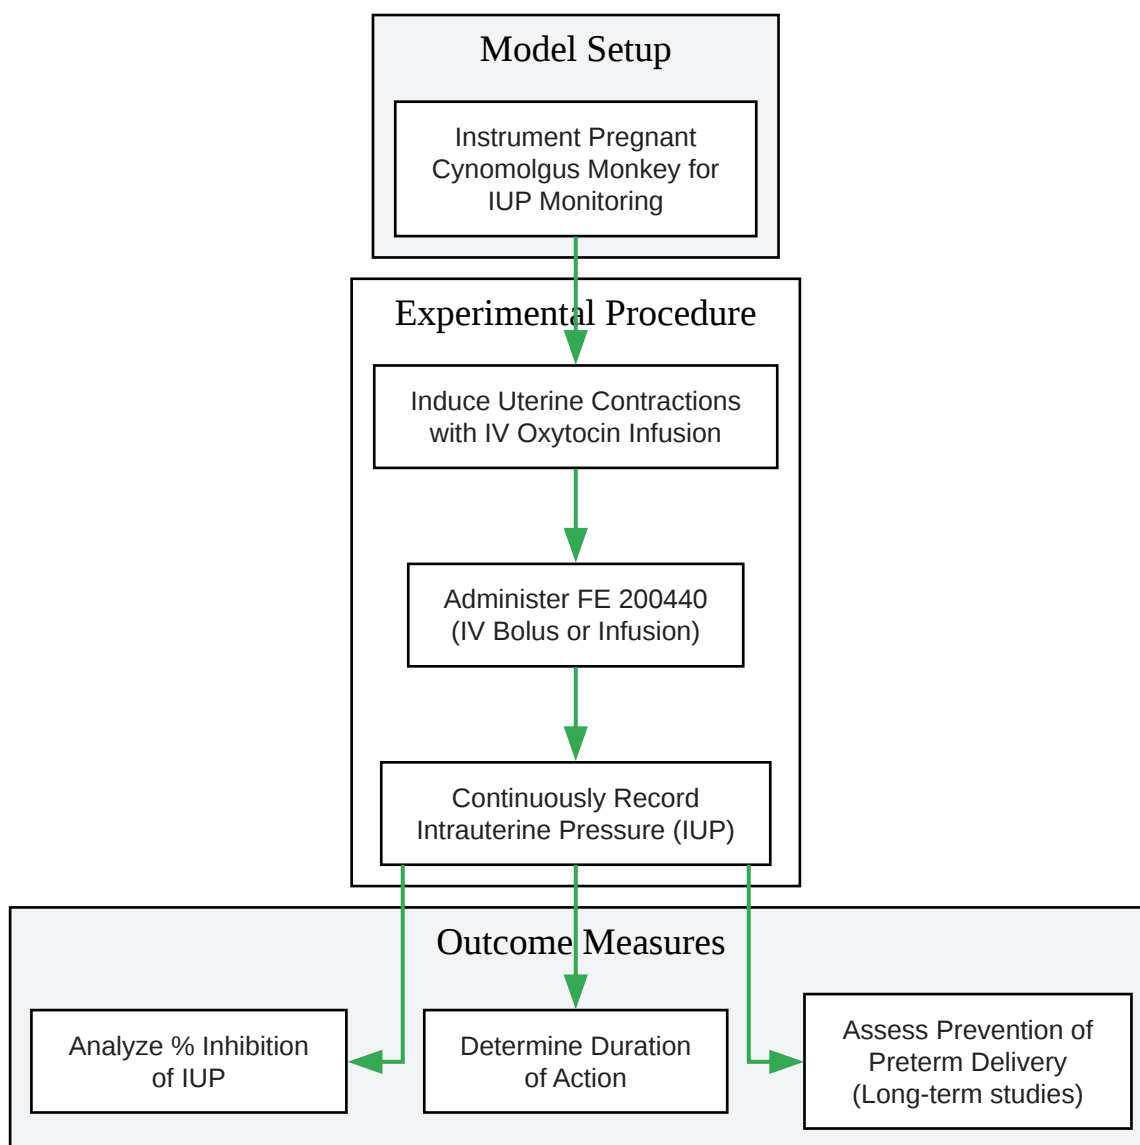 Model Setup
Instrument Pregnant
Cynomolgus Monkey for
IUP Monitoring
Experimental Procedure
Induce Uterine Contractions
with IV Oxytocin Infusion
Administer FE 200440
(IV Bolus or Infusion)
Continuously Record
Intrauterine Pressure (IUP)
Outcome Measures
Analyze % Inhibition
of IUP
Determine Duration
of Action
Assess Prevention of
Preterm Delivery
(Long-term studies)